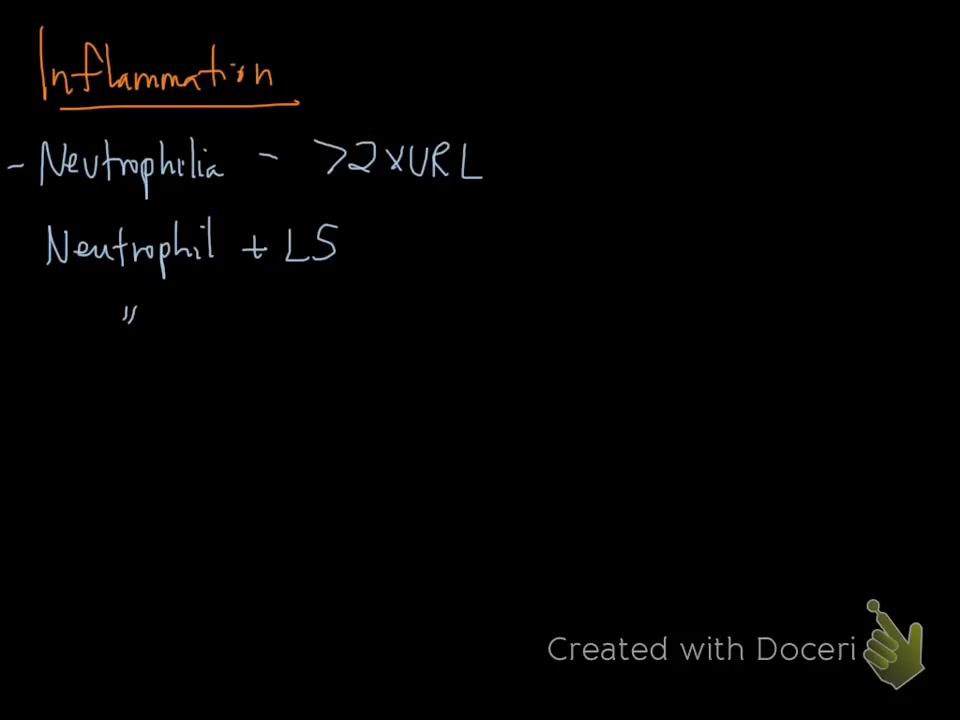 Inflammation
- Neutrophilia - >2XURL
Neutrophil + LS
"
Created with Doceri